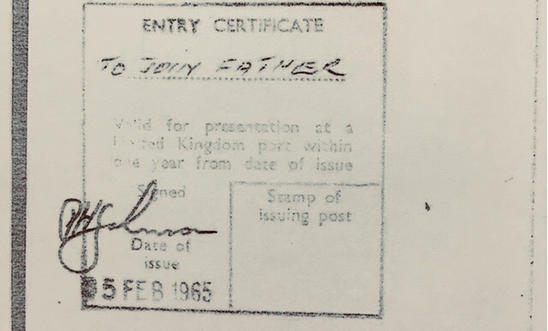 ENTRY CERTIFICATE
TO JOIN FATHER
Valid for presentation at a
United Kingdom port within
one year from date of issue
Signed
Date of
issue
5 FEB 1965
Stamp of
issuing post